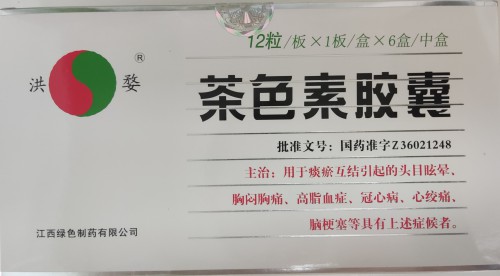 12粒/板×1板/盒×6盒/中盒
洪 婺 ®
茶色素胶囊
批准文号：国药准字Z36021248
主治：用于痰瘀互结引起的头目眩晕、
胸闷胸痛、高脂血症、冠心病、心绞痛、
脑梗塞等具有上述症候者。
江西绿色制药有限公司